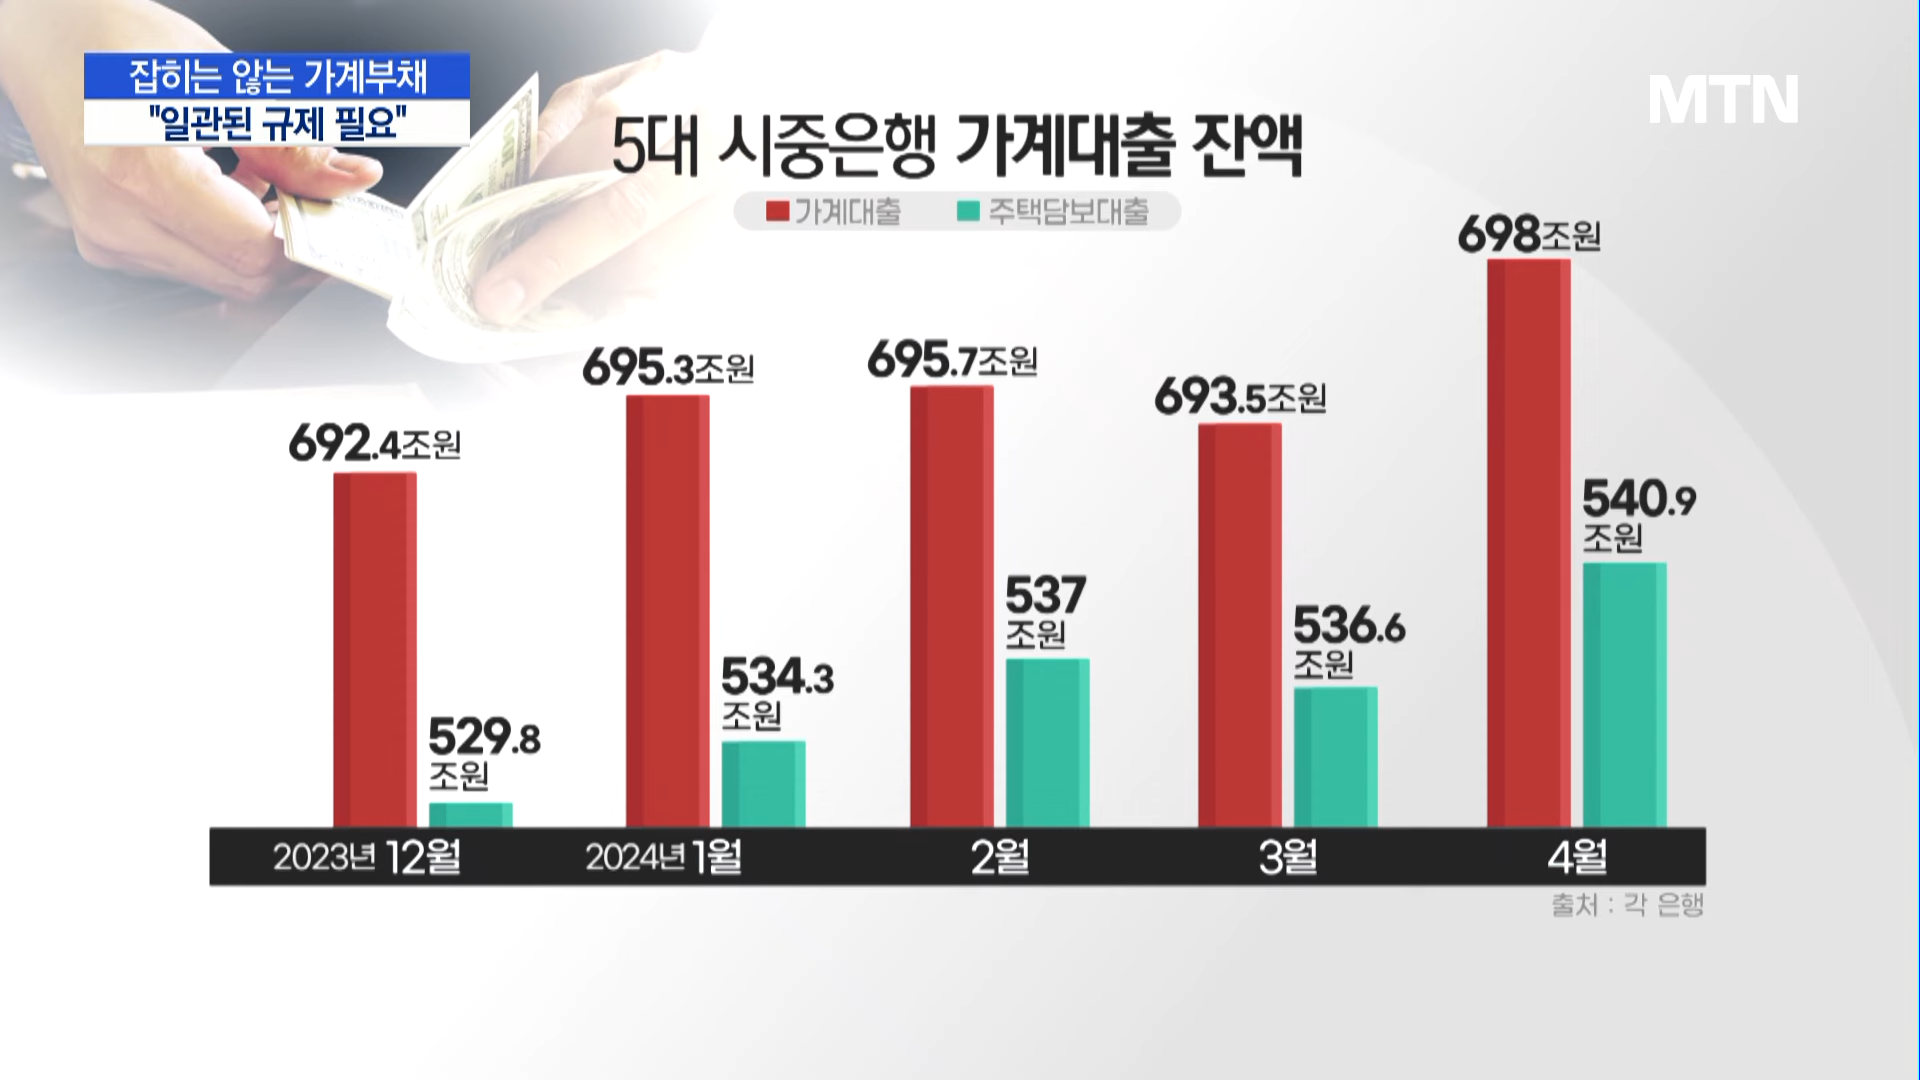 잡히는 않는 가계부채
"일관된 규제 필요"
MTN
5대 시중은행 가계대출 잔액
가계대출 주택담보대출
692.4조원
529.8
조원
695.3조원
534.3
조원
695.7조원
537
조원
693.5조원
536.6
조원
698조원
540.9
조원
2023년 12월 2024년 1월 2월 3월 4월
출처 : 각 은행